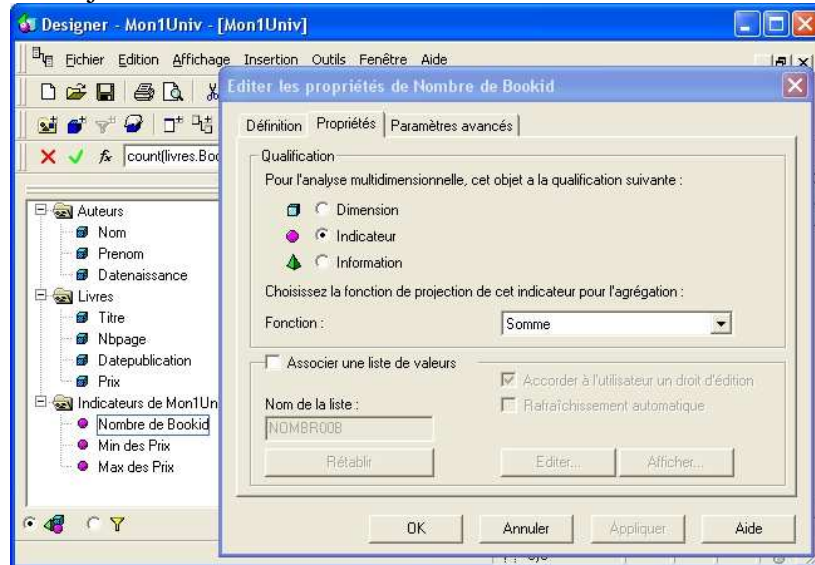 Designer - Mon1Univ - [Mon1Univ]
Fichier Edition Affichage Insertion Outils Fenêtre Aide
count(livres.Boo
Auteurs
Nom
Prenom
Datenaissance
Livres
Titre
Nbpage
Datepublication
Prix
Indicateurs de Mon1Un
Nombre de Bookid
Min des Prix
Max des Prix
Editer les propriétés de Nombre de Bookid
Définition Propriétés Paramètres avancés
Qualification
Pour l'analyse multidimensionnelle, cet objet a la qualification suivante :
Dimension
Indicateur
Information
Choisissez la fonction de projection de cet indicateur pour l'agrégation :
Fonction : Somme
Associer une liste de valeurs
Accorder à l'utilisateur un droit d'édition
Nom de la liste :
Rafraîchissement automatique
NOMBR008
Rétablir Editer... Afficher...
OK Annuler Appliquer Aide